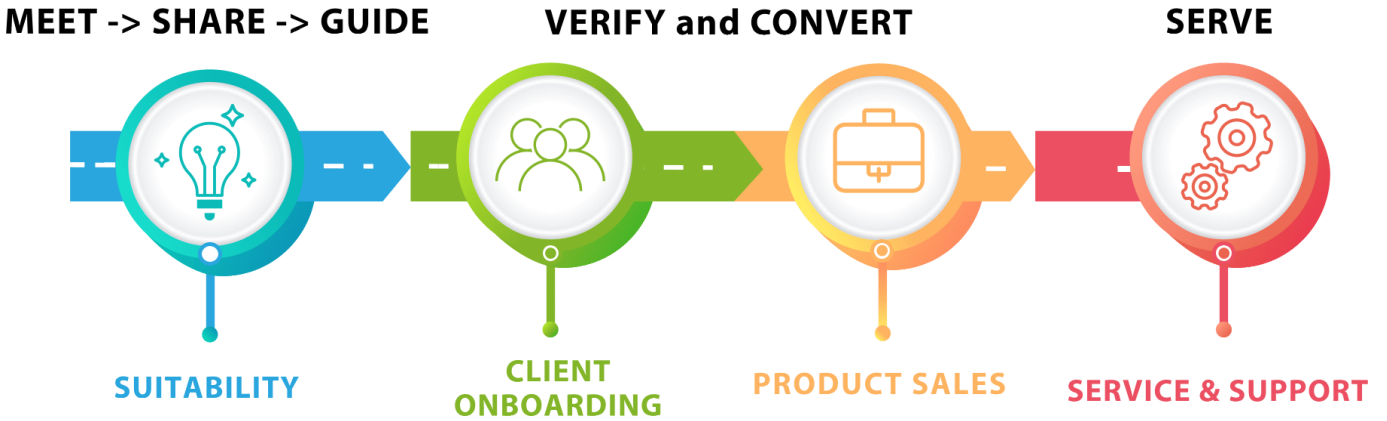 MEET -> SHARE -> GUIDE
VERIFY and CONVERT
SERVE
SUITABILITY
CLIENT
ONBOARDING
PRODUCT SALES
SERVICE & SUPPORT